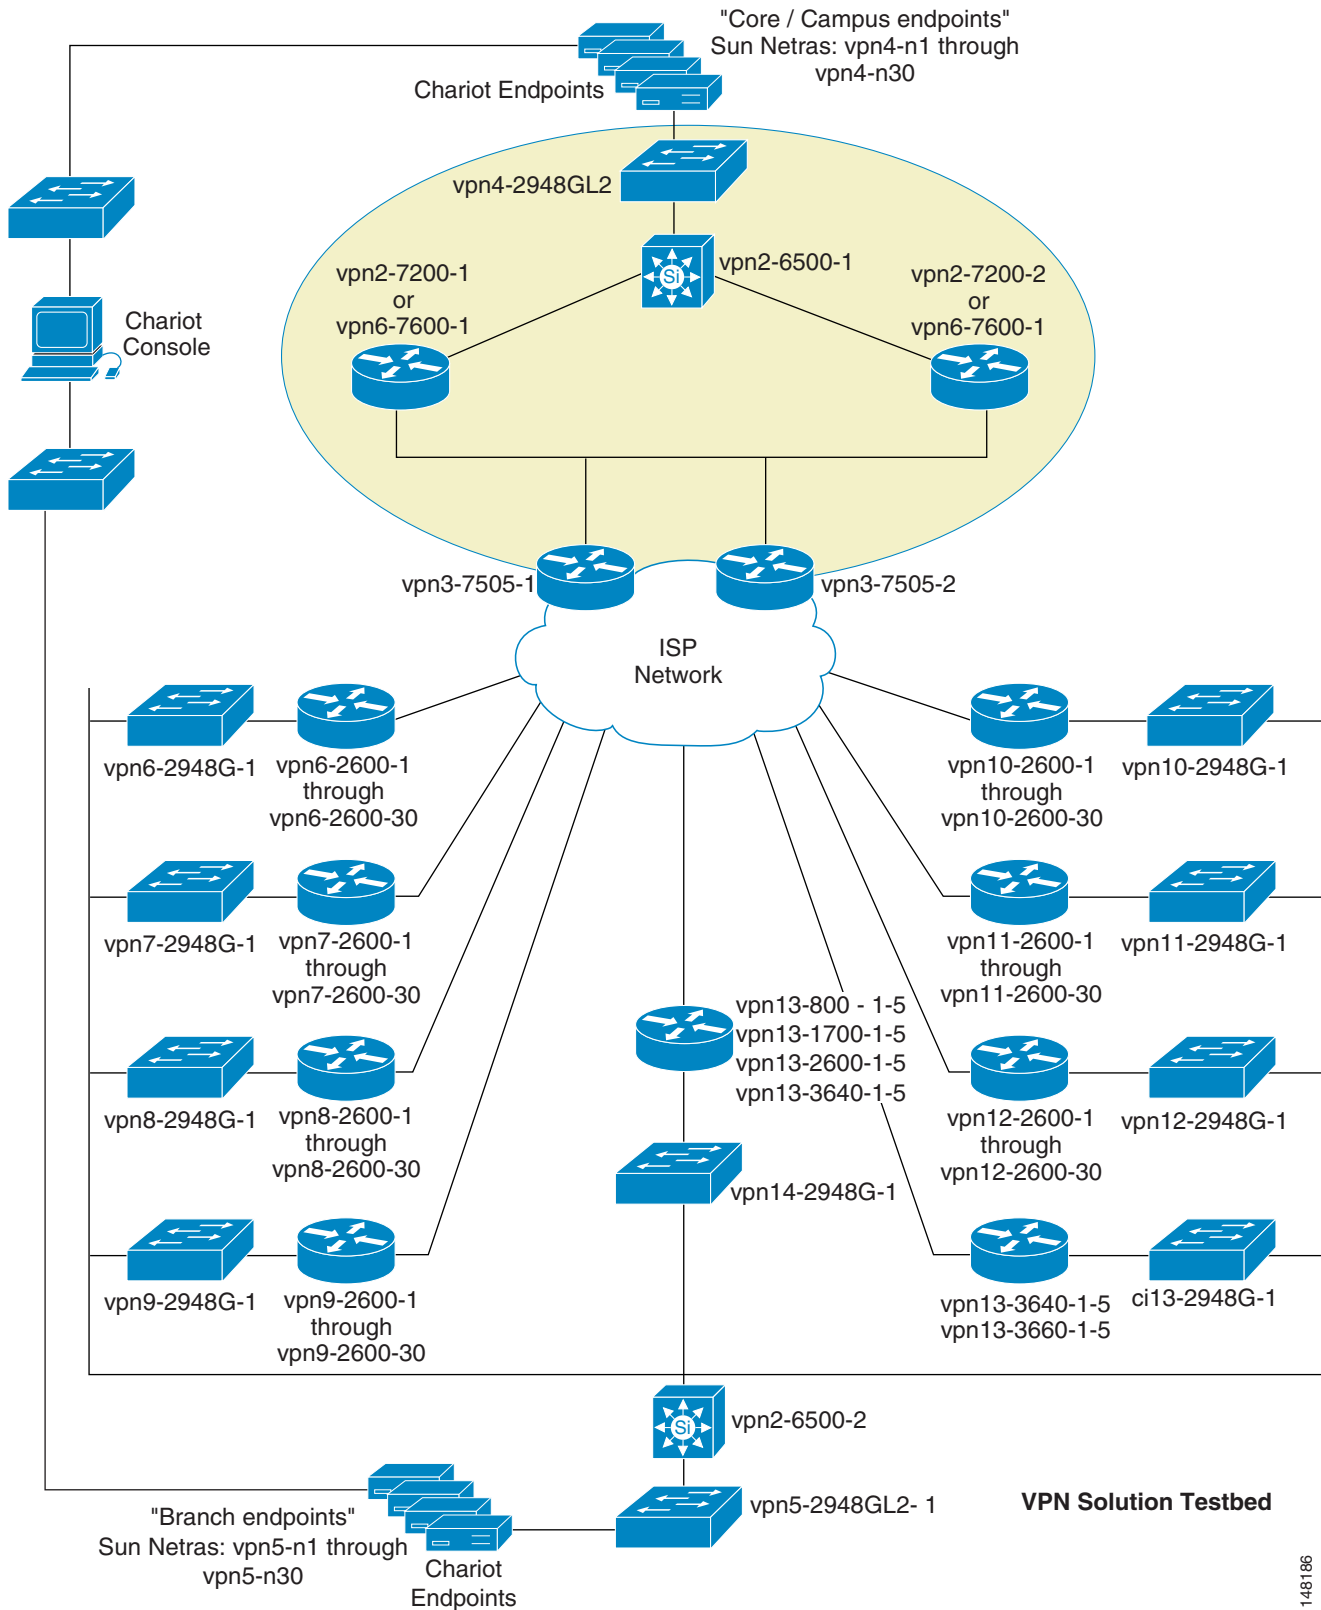 "Core / Campus endpoints"
Sun Netras: vpn4-n1 through
vpn4-n30
Chariot Endpoints
vpn4-2948GL2
Si
vpn2-6500-1
vpn2-7200-1
or
vpn6-7600-1
vpn2-7200-2
or
vpn6-7600-1
Chariot
Console
vpn3-7505-1
vpn3-7505-2
ISP
Network
vpn6-2948G-1
vpn6-2600-1
through
vpn6-2600-30
vpn10-2600-1
through
vpn10-2600-30
vpn10-2948G-1
vpn7-2948G-1
vpn7-2600-1
through
vpn7-2600-30
vpn11-2600-1
through
vpn11-2600-30
vpn11-2948G-1
vpn13-800 - 1-5
vpn13-1700-1-5
vpn13-2600-1-5
vpn13-3640-1-5
vpn8-2948G-1
vpn8-2600-1
through
vpn8-2600-30
vpn12-2600-1
through
vpn12-2600-30
vpn12-2948G-1
vpn14-2948G-1
vpn9-2948G-1
vpn9-2600-1
through
vpn9-2600-30
vpn13-3640-1-5
vpn13-3660-1-5
ci13-2948G-1
Si
vpn2-6500-2
vpn5-2948GL2- 1
"Branch endpoints"
Sun Netras: vpn5-n1 through
vpn5-n30
Chariot
Endpoints
VPN Solution Testbed
148186